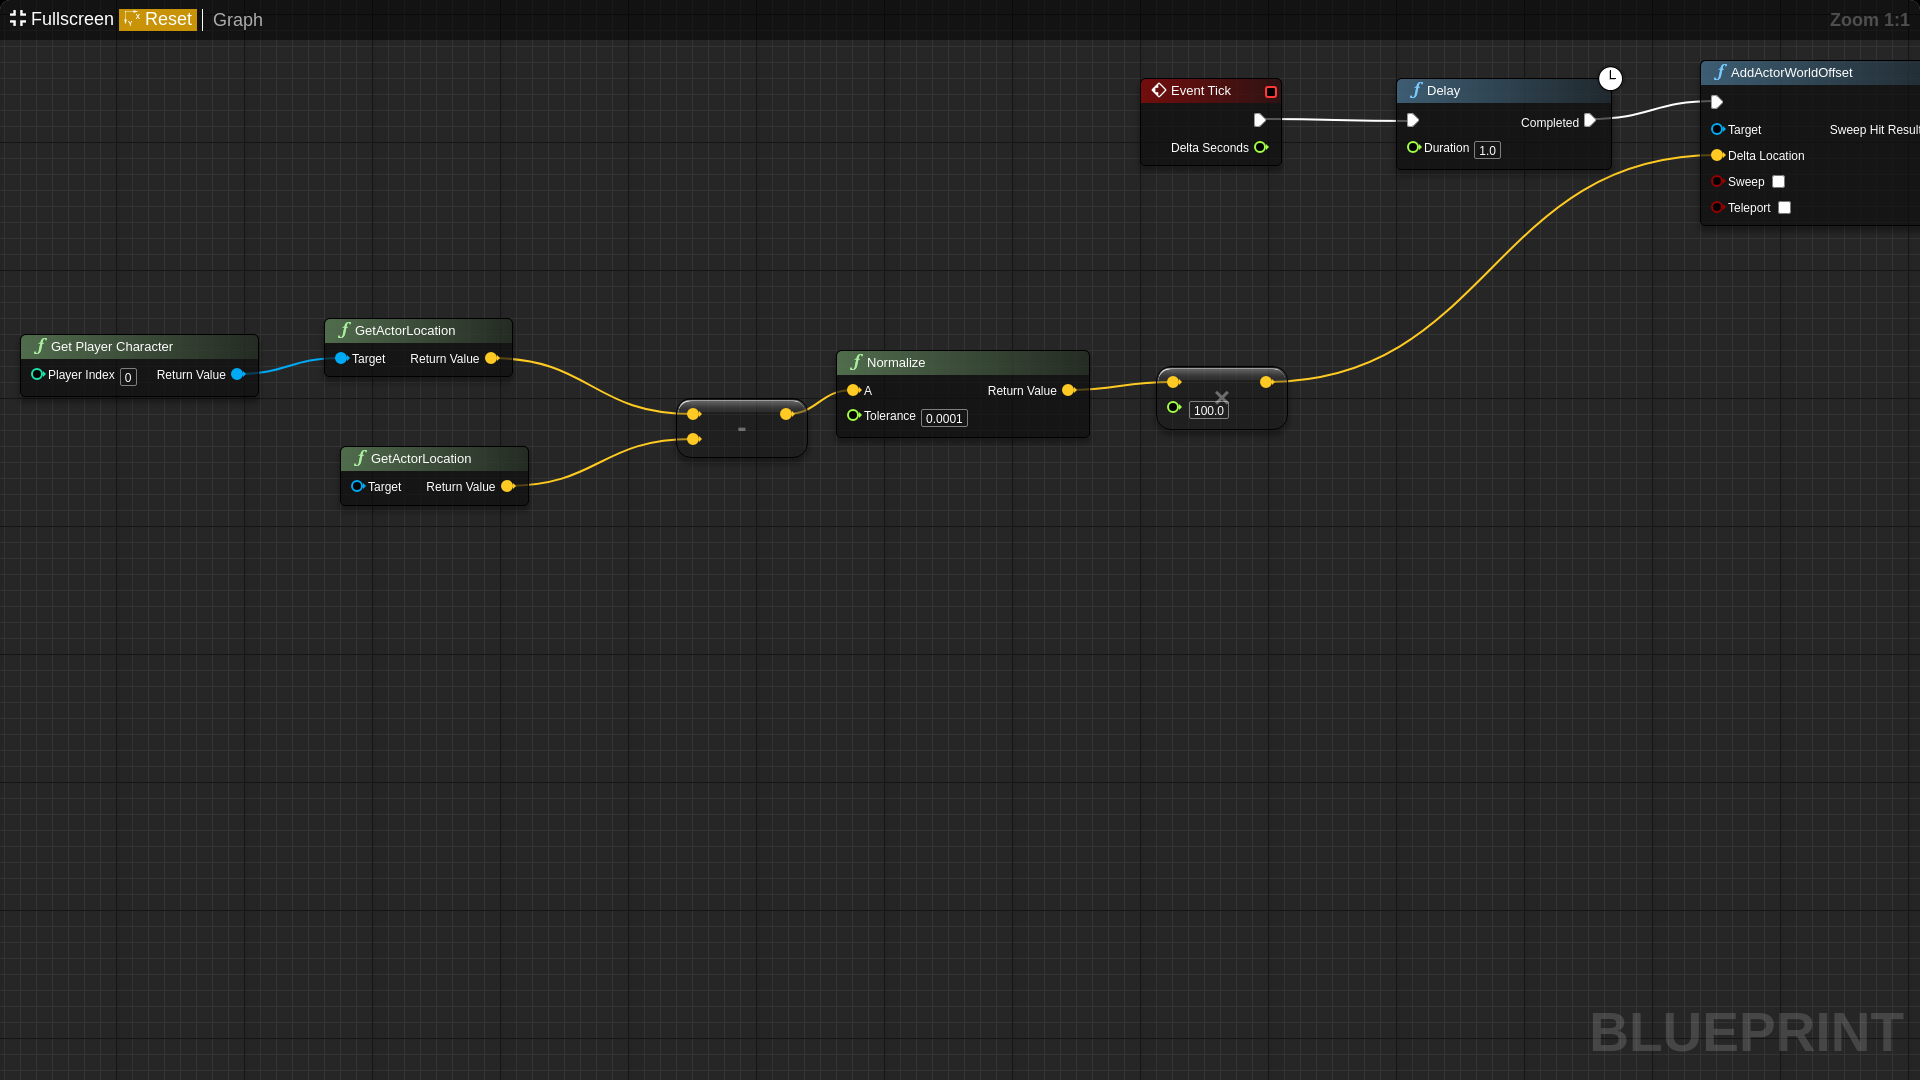 Fullscreen Reset Graph Zoom 1:1
Event Tick
Delta Seconds
Delay
Completed
Duration 1.0
AddActorWorldOffset
Target Sweep Hit Result
Delta Location
Sweep
Teleport
Get Player Character
Player Index 0 Return Value
GetActorLocation
Target Return Value
GetActorLocation
Target Return Value
-
Normalize
A Return Value
Tolerance 0.0001
×
100.0
BLUEPRINT